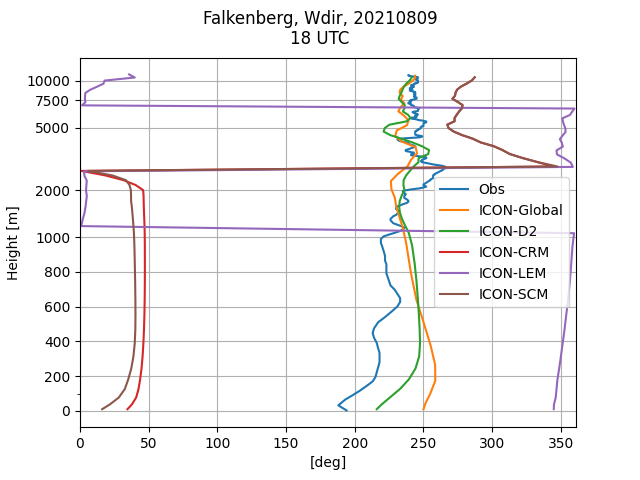 Falkenberg, Wdir, 20210809
18 UTC
Height [m]
10000
7500
5000
2000
1000
800
600
400
200
0
Obs
ICON-Global
ICON-D2
ICON-CRM
ICON-LEM
ICON-SCM
0 50 100 150 200 250 300 350
[deg]